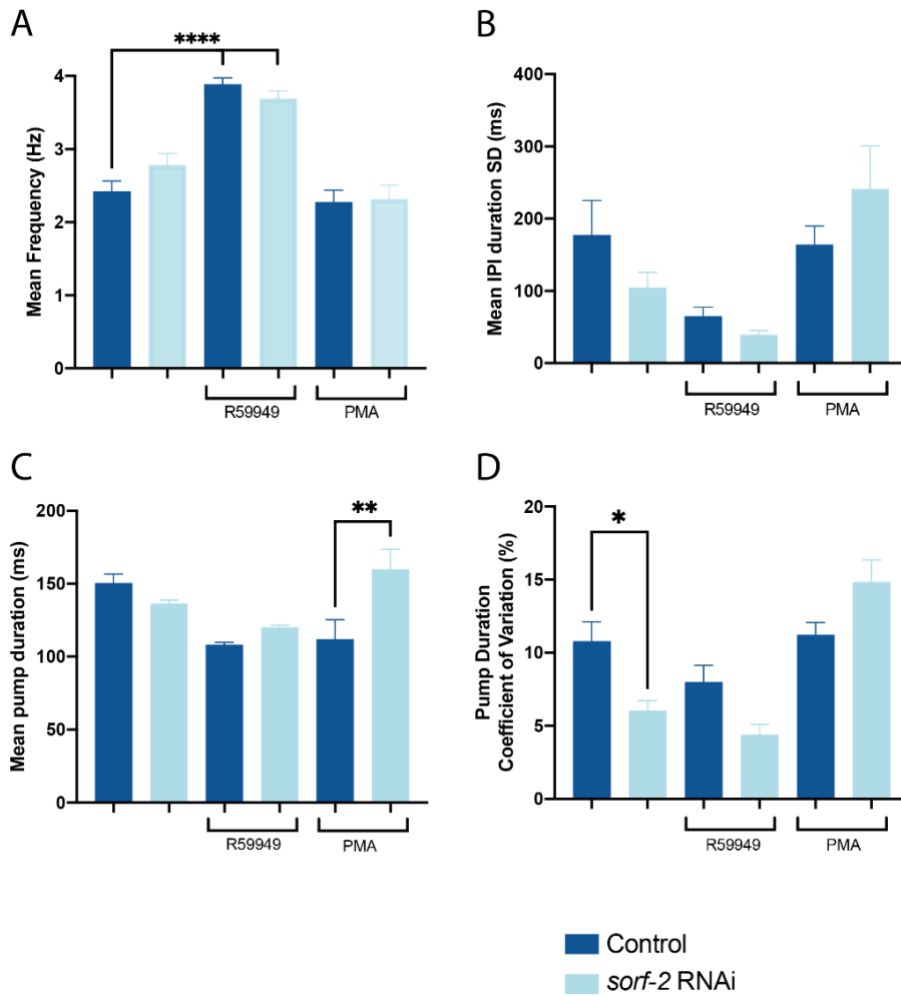 A
****
Mean Frequency (Hz)
4
3
2
1
0
R59949
PMA
B
Mean IPI duration SD (ms)
400
300
200
100
0
R59949
PMA
C
**
Mean pump duration (ms)
200
150
100
50
0
R59949
PMA
D
*
Pump Duration
Coefficient of Variation (%)
20
15
10
5
0
R59949
PMA
Control
sorf-2 RNAi